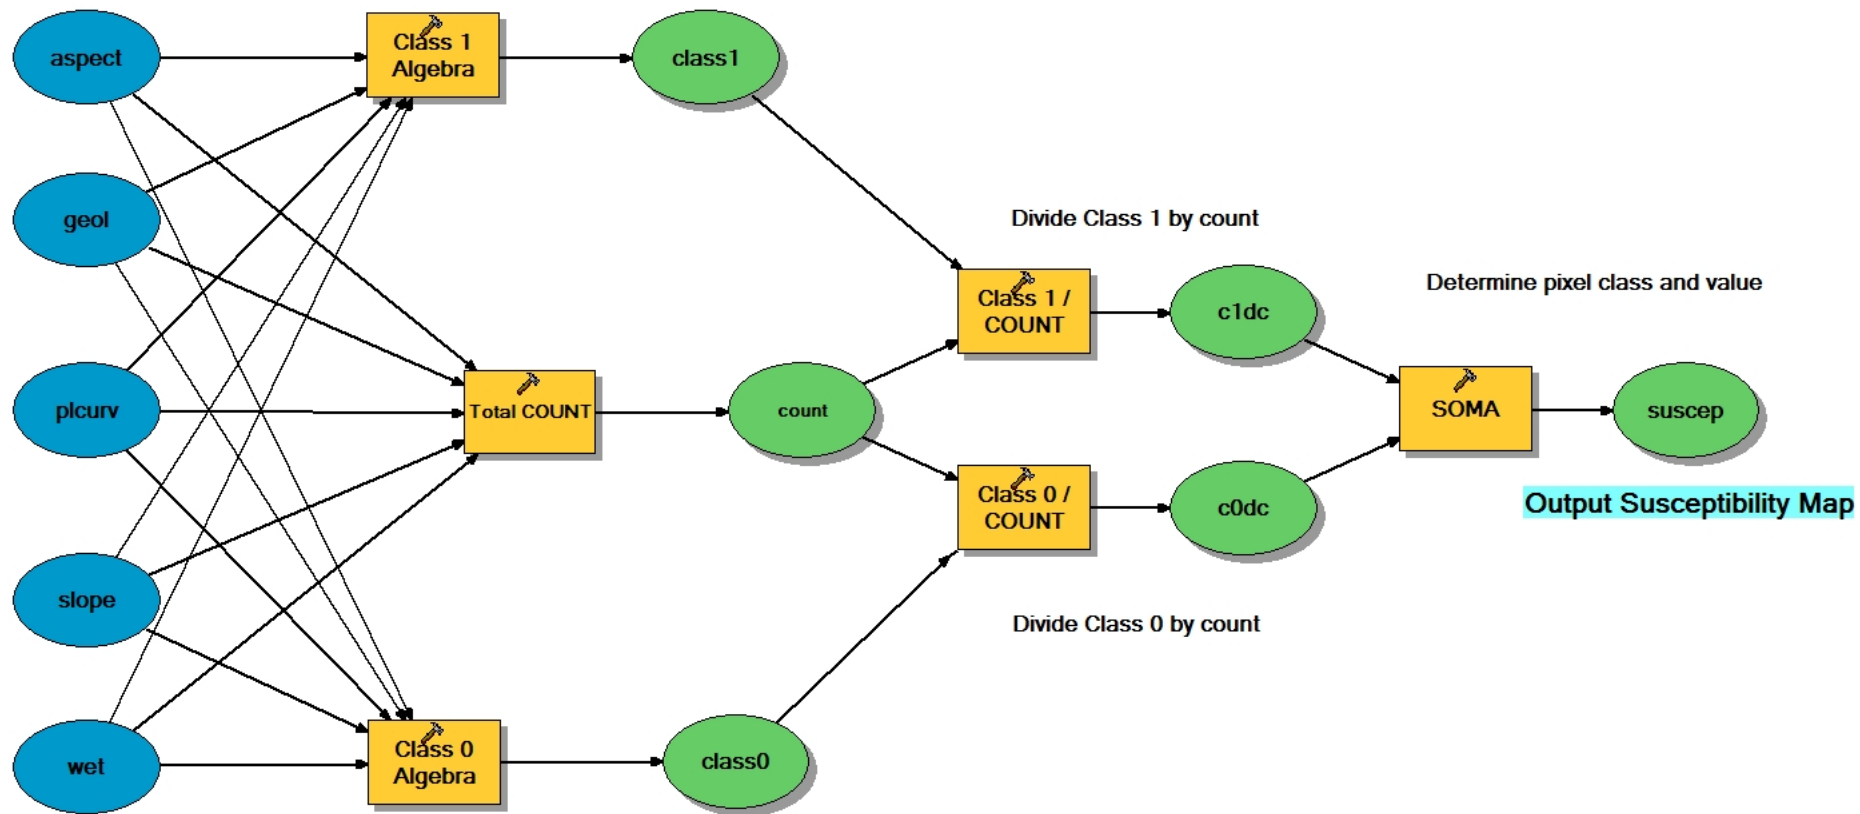 aspect
Class 1
Algebra
class1
geol
Divide Class 1 by count
Class 1 /
COUNT
c1dc
Determine pixel class and value
plcurv
Total COUNT
count
SOMA
suscep
Class 0 /
COUNT
c0dc
Output Susceptibility Map
slope
Divide Class 0 by count
wet
Class 0
Algebra
class0